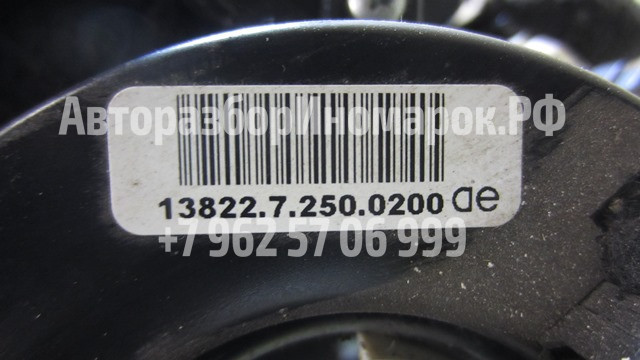 АвторазборИномарок.РФ
13822.7.250.0200 ae
+7 962 57 06 999